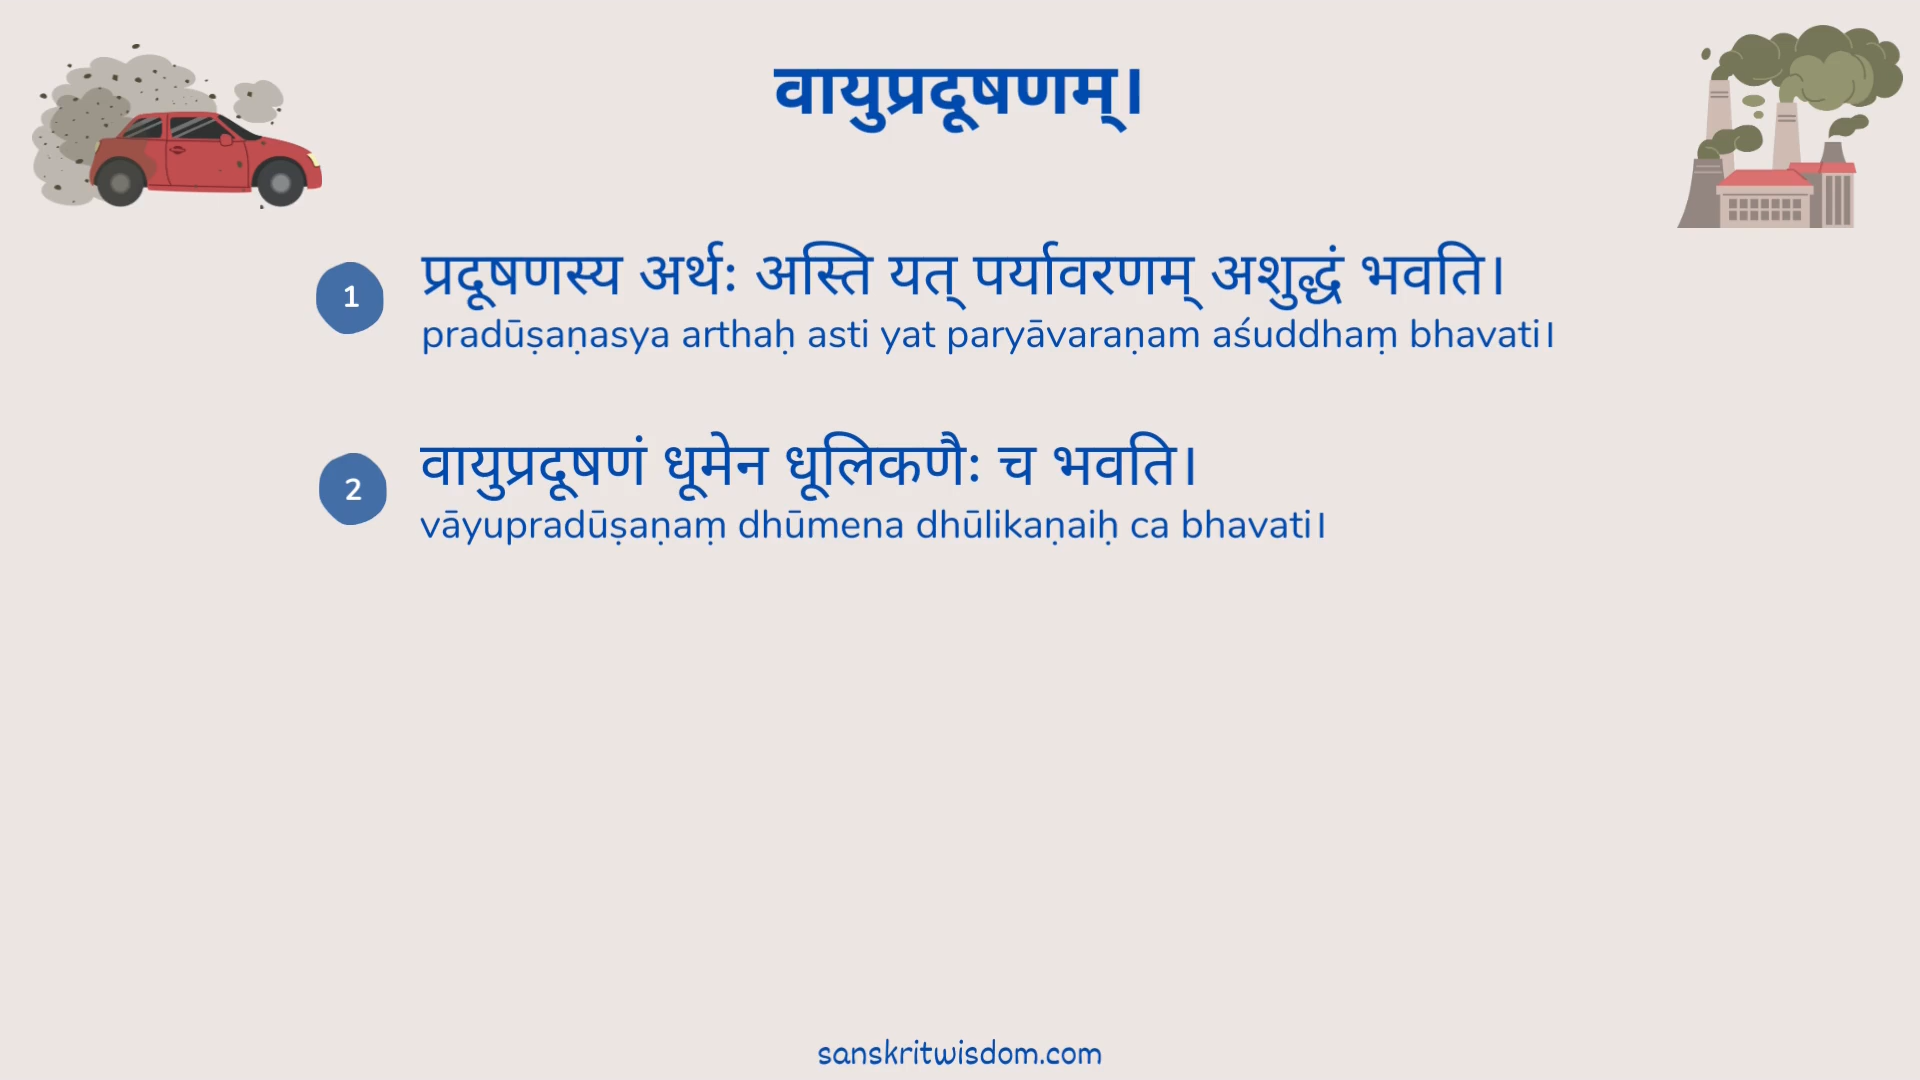 वायुप्रदूषणम्।
1
प्रदूषणस्य अर्थः अस्ति यत् पर्यावरणम् अशुद्धं भवति।
pradūṣaṇasya arthaḥ asti yat paryāvaraṇam aśuddhaṃ bhavati।
2
वायुप्रदूषणं धूमेन धूलिकणैः च भवति।
vāyupradūṣaṇaṃ dhūmena dhūlikaṇaiḥ ca bhavati।
sanskritwisdom.com